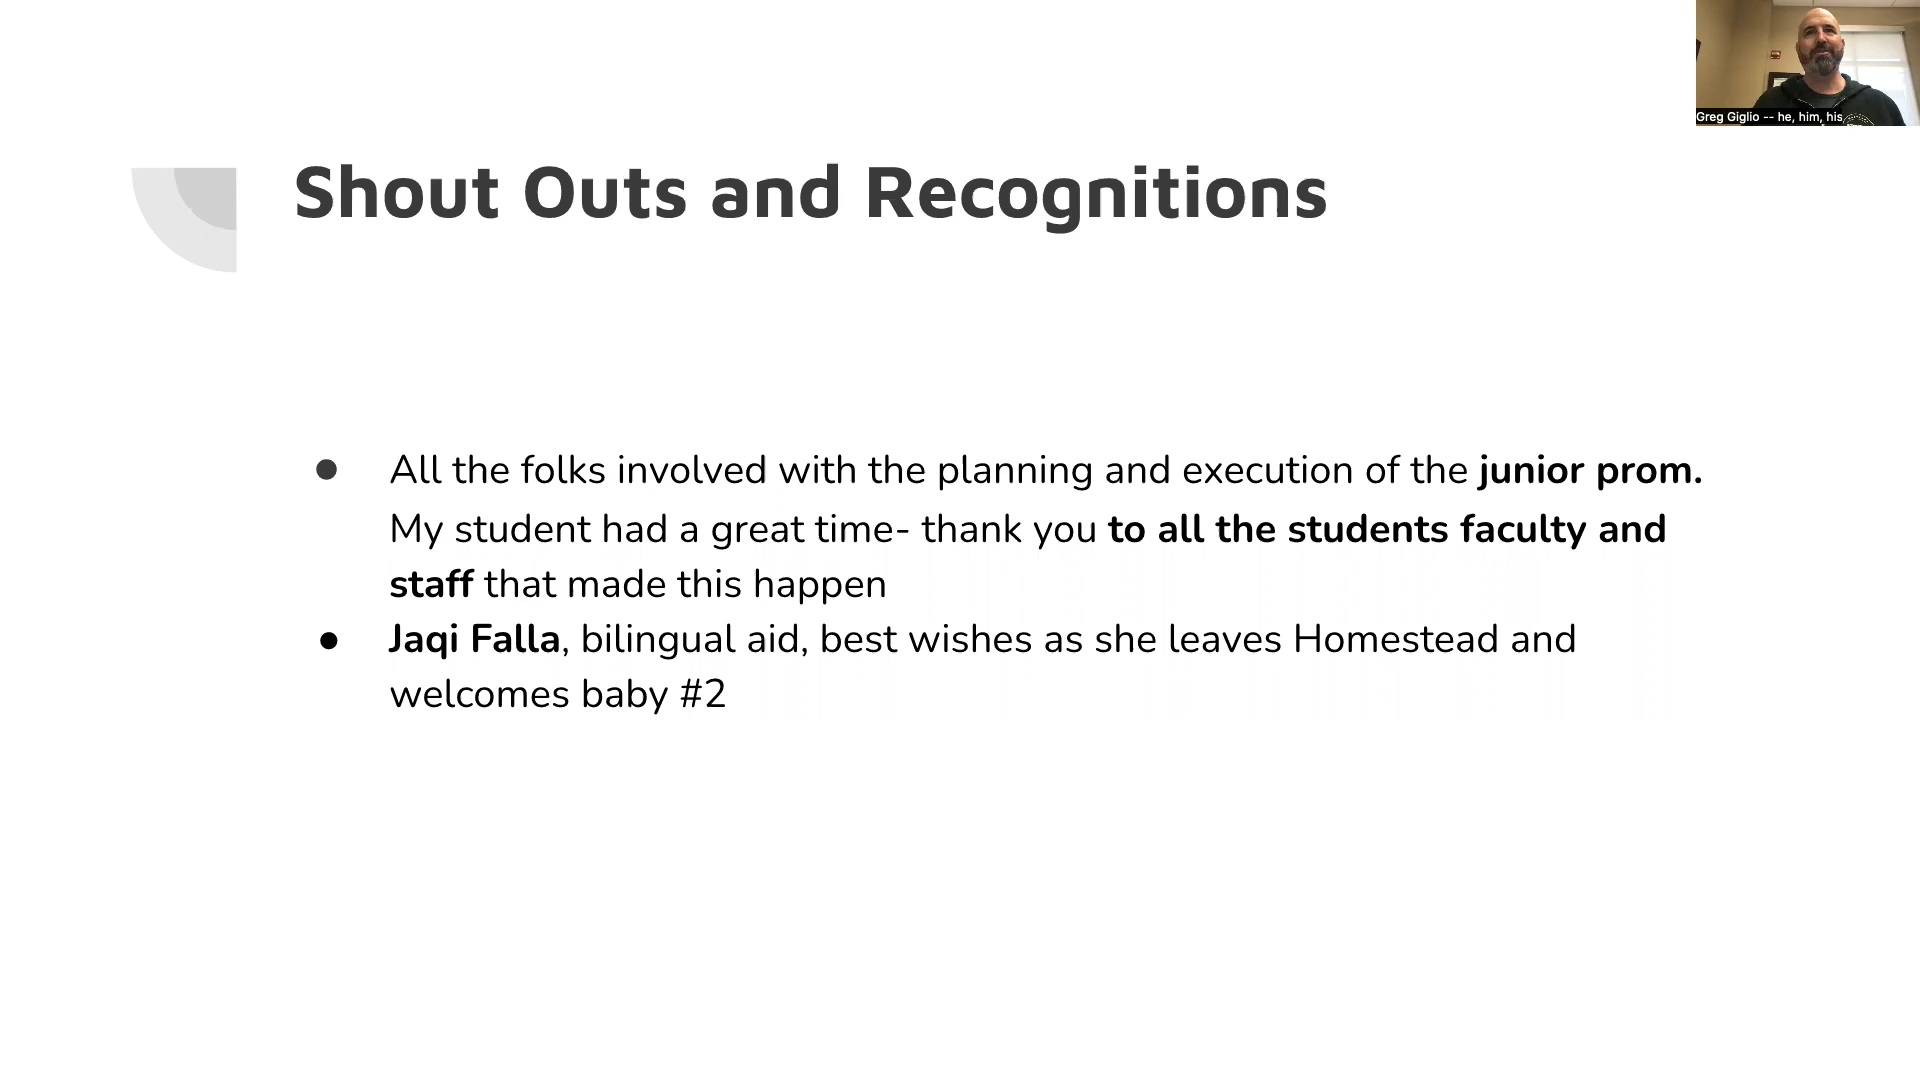 Greg Giglio -- he, him, his
Shout Outs and Recognitions
● All the folks involved with the planning and execution of the junior prom.
My student had a great time- thank you to all the students faculty and
staff that made this happen
● Jaqi Falla, bilingual aid, best wishes as she leaves Homestead and
welcomes baby #2